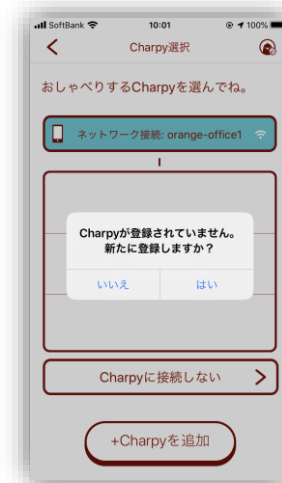 SoftBank 10:01 100%
Charpy選択
おしゃべりするCharpyを選んでね。
ネットワーク接続: orange-office1
Charpyが登録されていません。
新たに登録しますか？
いいえ はい
Charpyに接続しない
+Charpyを追加